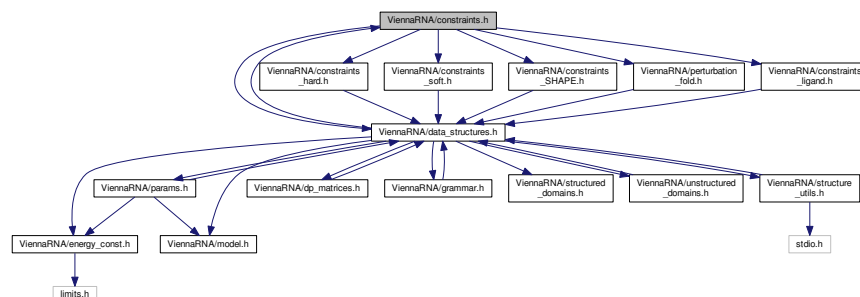 ViennaRNA/constraints.h
ViennaRNA/constraints
_hard.h
ViennaRNA/constraints
_soft.h
ViennaRNA/constraints
_SHAPE.h
ViennaRNA/perturbation
_fold.h
ViennaRNA/constraints
_ligand.h
ViennaRNA/data_structures.h
ViennaRNA/params.h
ViennaRNA/dp_matrices.h
ViennaRNA/grammar.h
ViennaRNA/structured
_domains.h
ViennaRNA/unstructured
_domains.h
ViennaRNA/structure
_utils.h
ViennaRNA/energy_const.h
ViennaRNA/model.h
stdio.h
limits.h